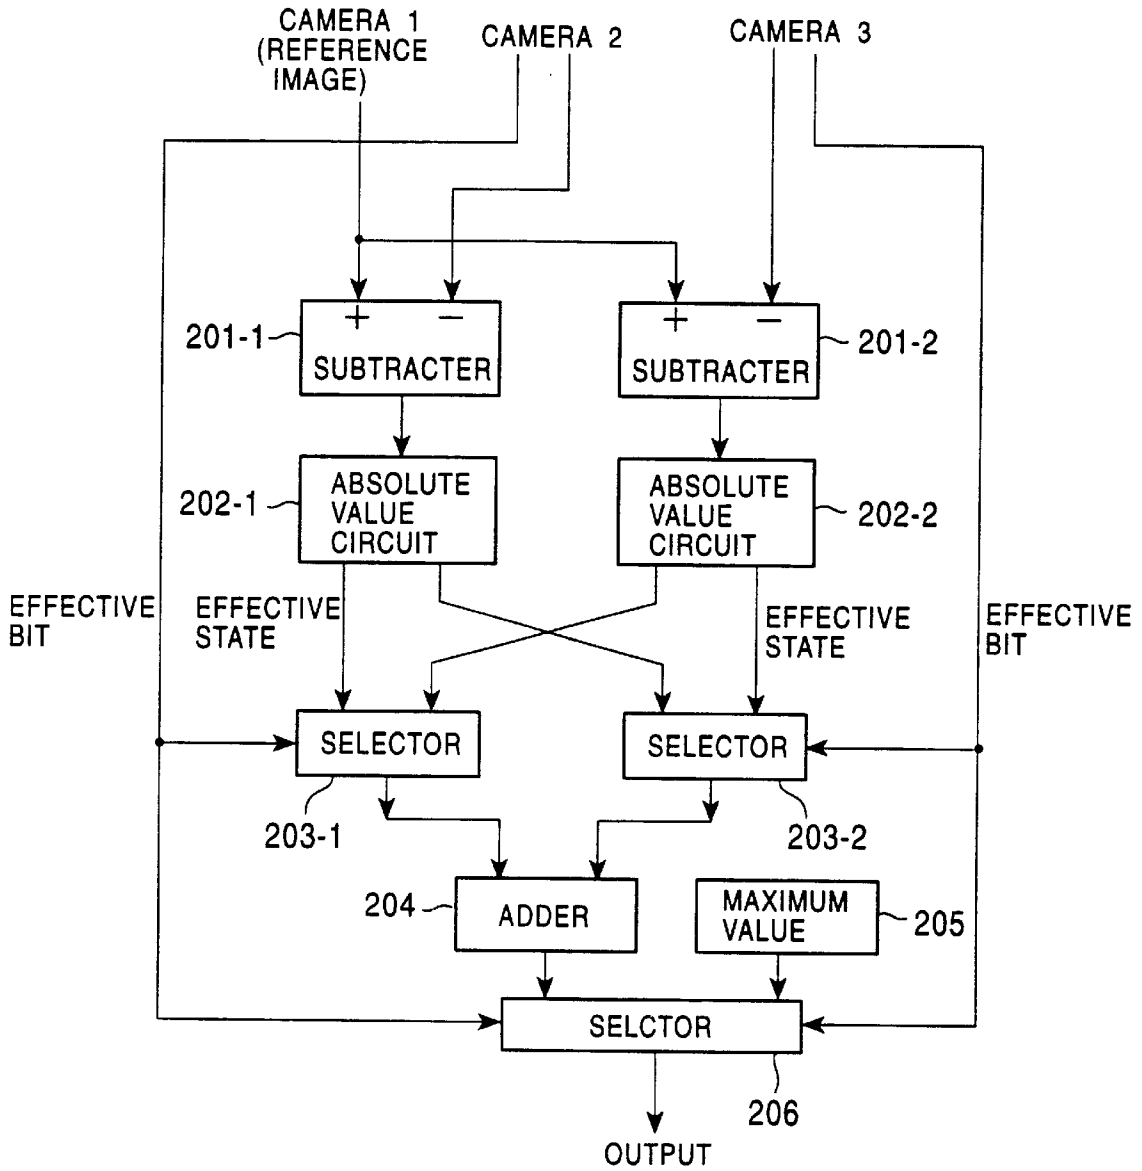 CAMERA 1
(REFERENCE
IMAGE)
CAMERA 2
CAMERA 3
+ −
SUBTRACTER
201-1
+ −
SUBTRACTER
201-2
ABSOLUTE
VALUE
CIRCUIT
202-1
ABSOLUTE
VALUE
CIRCUIT
202-2
EFFECTIVE
BIT
EFFECTIVE
STATE
EFFECTIVE
STATE
EFFECTIVE
BIT
SELECTOR
203-1
SELECTOR
203-2
204
ADDER
MAXIMUM
VALUE
205
SELCTOR
206
OUTPUT